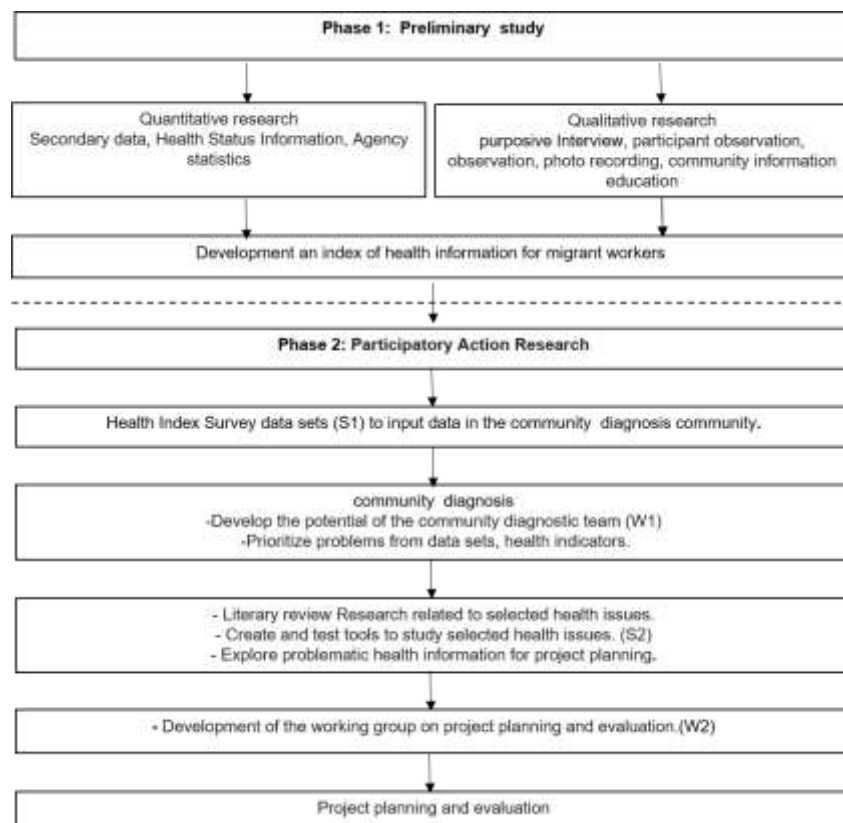 Phase 1: Preliminary study
Quantitative research
Secondary data, Health Status Information, Agency
statistics
Qualitative research
purposive Interview, participant observation,
observation, photo recording, community information
education
Development an index of health information for migrant workers
Phase 2: Participatory Action Research
Health Index Survey data sets (S1) to input data in the community diagnosis community.
community diagnosis
-Develop the potential of the community diagnostic team (W1)
-Prioritize problems from data sets, health indicators.
- Literary review Research related to selected health issues.
- Create and test tools to study selected health issues. (S2)
- Explore problematic health information for project planning.
- Development of the working group on project planning and evaluation.(W2)
Project planning and evaluation